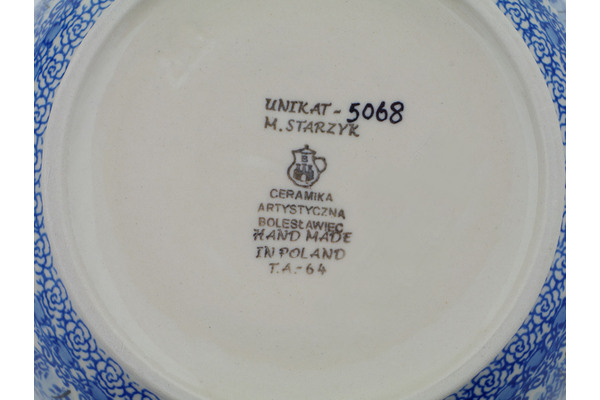 UNIKAT - 5068
M. STARZYK
B
CERAMIKA
ARTYSTYCZNA
BOLESŁAWIEC
HAND MADE
IN POLAND
T.A.-64